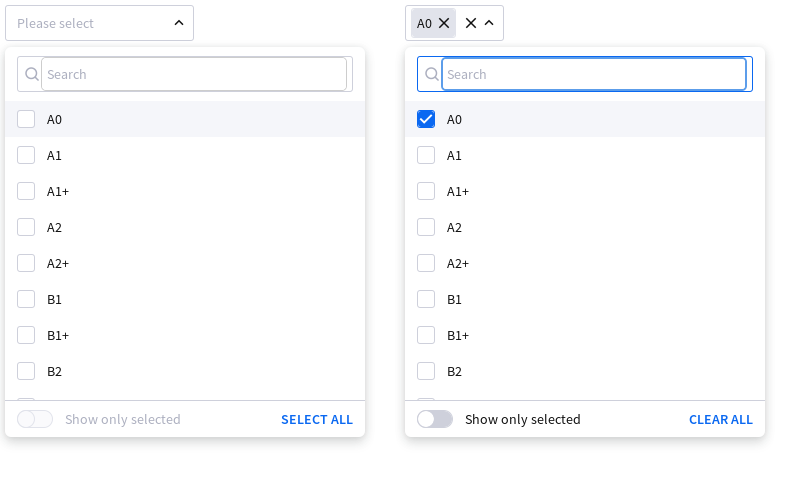 Please select
Search
A0
A1
A1+
A2
A2+
B1
B1+
B2
Show only selected
SELECT ALL
A0
Search
A0
A1
A1+
A2
A2+
B1
B1+
B2
Show only selected
CLEAR ALL